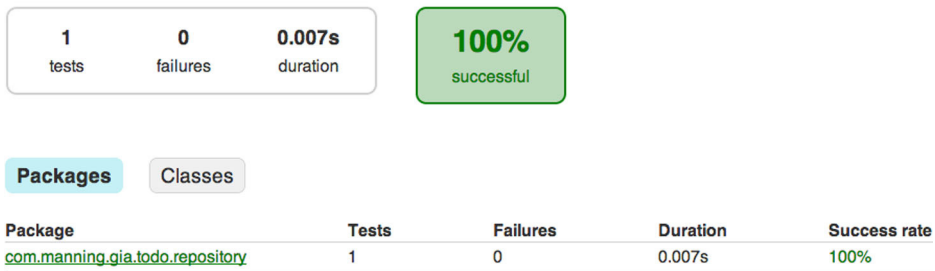 1 0 0.007s 100%
tests failures duration successful
Packages Classes
Package Tests Failures Duration Success rate
com.manning.gia.todo.repository 1 0 0.007s 100%